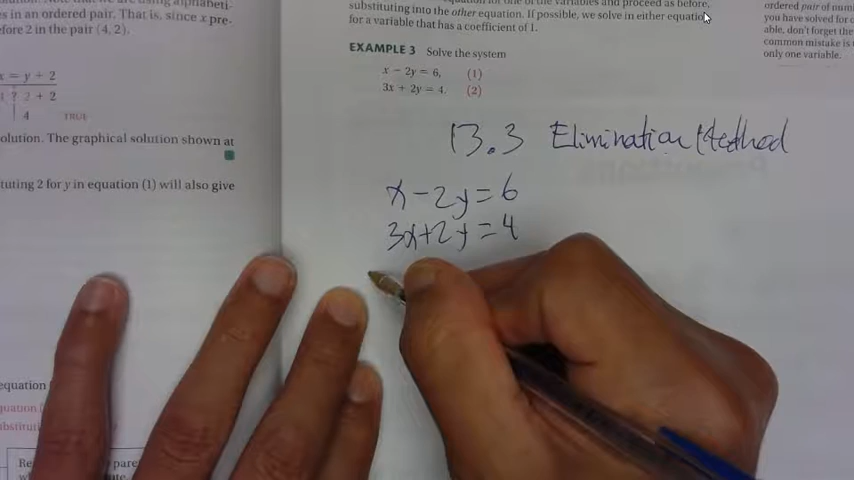 es in an ordered pair. That is, since x pre-
efore 2 in the pair (4, 2).
x = y + 2
? 2 + 2
4 TRUE
olution. The graphical solution shown at
tuting 2 for y in equation (1) will also give
equation
substituting into the other equation. If possible, we solve in either equation
for a variable that has a coefficient of 1.
EXAMPLE 3 Solve the system
x − 2y = 6, (1)
3x + 2y = 4. (2)
13.3 Elimination Method
x − 2y = 6
3x + 2y = 4
ordered pair of
you have solved for
able, don't forget the
common mistake is
only one variable.